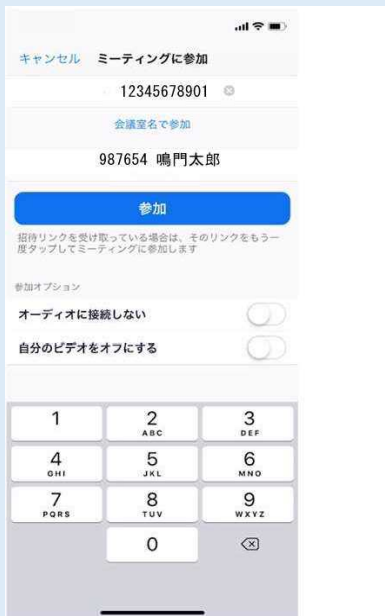 キャンセル ミーティングに参加
12345678901
会議室名で参加
987654 鳴門太郎
参加
招待リンクを受け取っている場合は、そのリンクをもう一
度タップしてミーティングに参加します
参加オプション
オーディオに接続しない
自分のビデオをオフにする
1 2 3
ABC DEF
4 5 6
GHI JKL MNO
7 8 9
PQRS TUV WXYZ
0